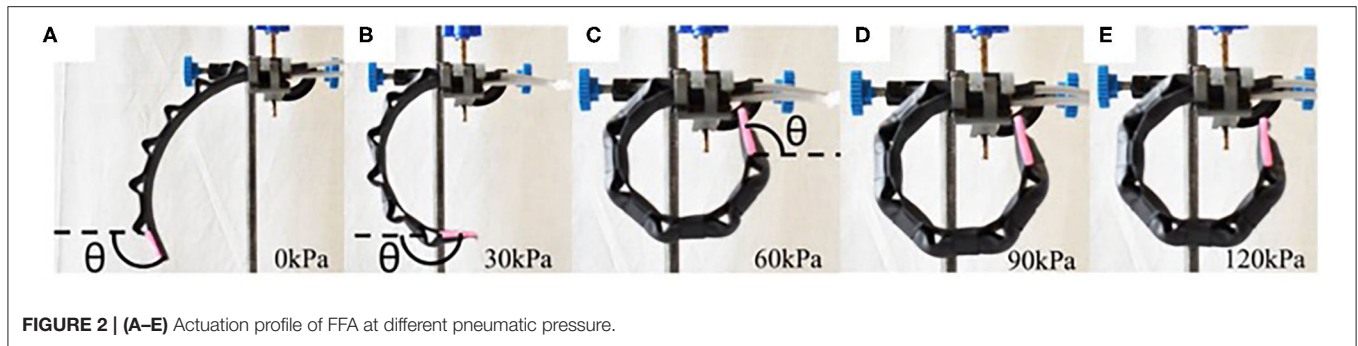 A
B
C
D
E
θ
θ
θ
0kPa
30kPa
60kPa
90kPa
120kPa
FIGURE 2 | (A–E) Actuation profile of FFA at different pneumatic pressure.